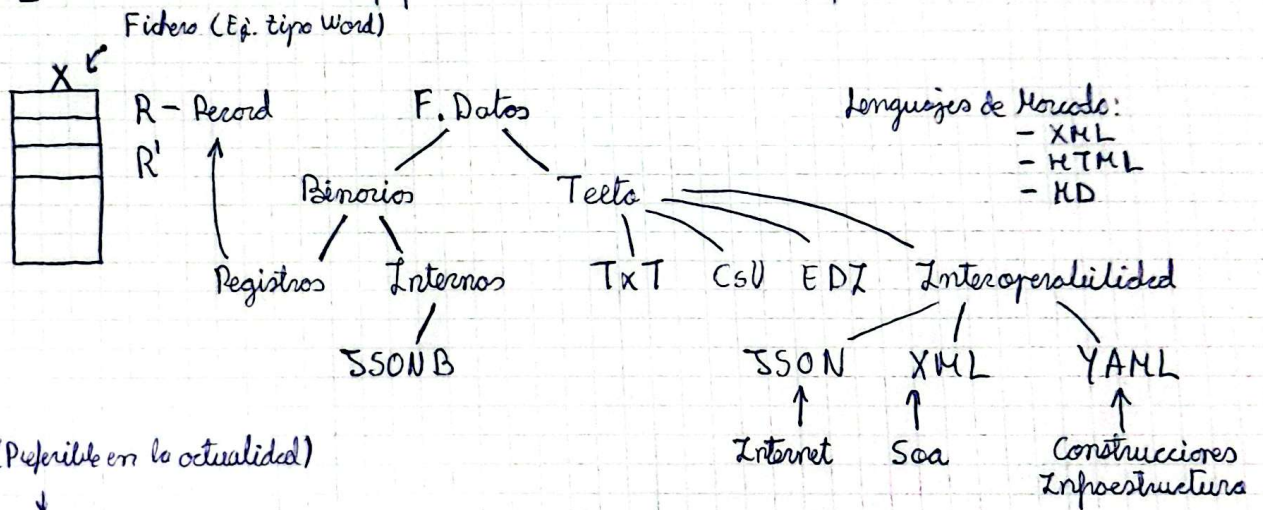 Fichero (Ej. tipo Word)
X
R - Record
F. Datos
Lenguajes de Marcado:
- XML
R'
- HTML
- MD
Binarios
Texto
Registros
Internos
TXT
CSV
EDI
Interoperabilidad
JSONB
JSON
XML
YAML
(Preferible en la actualidad)
Internet
Soa
Construcciones
Infraestructura